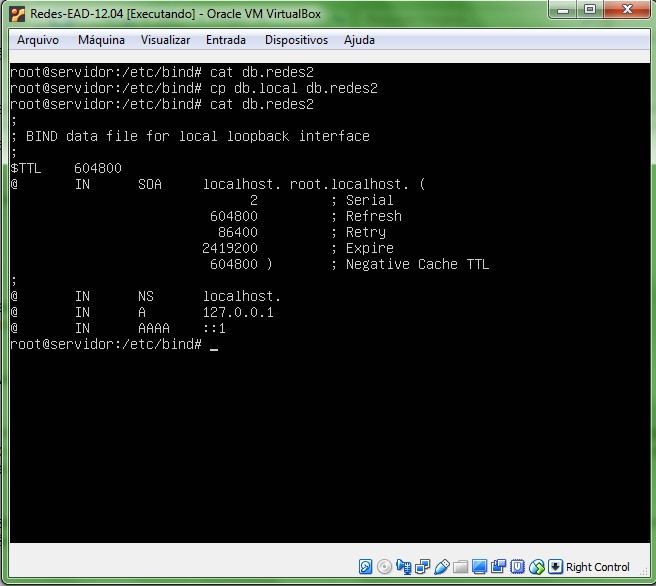 Redes-EAD-12.04 [Executando] - Oracle VM VirtualBox
Arquivo Máquina Visualizar Entrada Dispositivos Ajuda
root@servidor:/etc/bind# cat db.redes2
root@servidor:/etc/bind# cp db.local db.redes2
root@servidor:/etc/bind# cat db.redes2
;
; BIND data file for local loopback interface
;
$TTL 604800
@ IN SOA localhost. root.localhost. (
2 ; Serial
604800 ; Refresh
86400 ; Retry
2419200 ; Expire
604800 ) ; Negative Cache TTL
;
@ IN NS localhost.
@ IN A 127.0.0.1
@ IN AAAA ::1
root@servidor:/etc/bind# _
Right Control